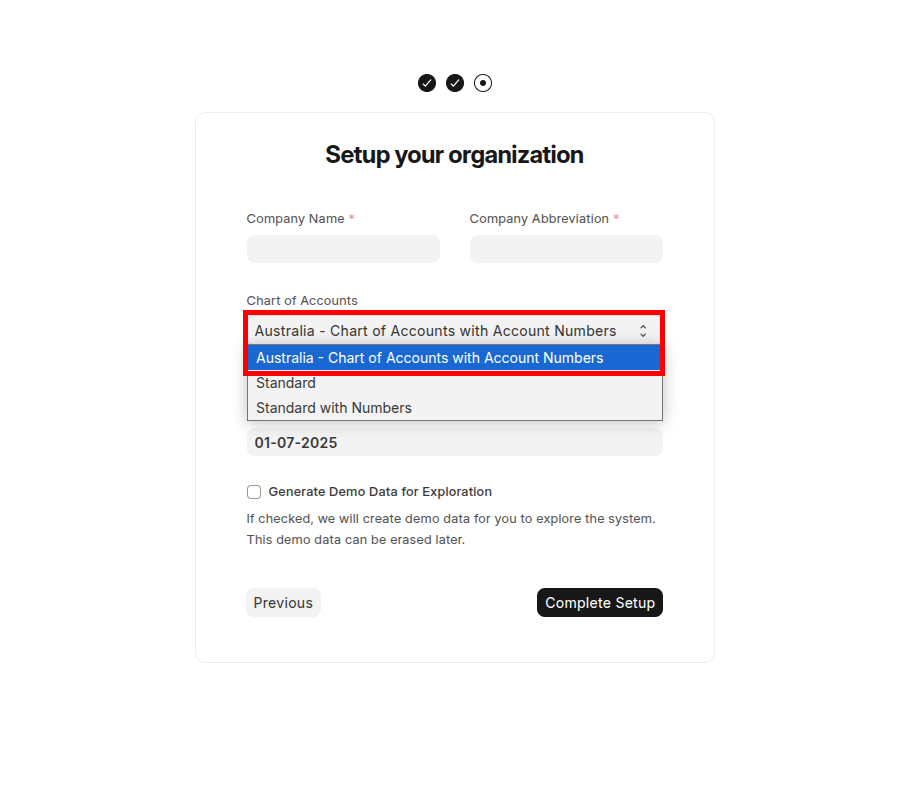 Setup your organization
Company Name * Company Abbreviation *
Chart of Accounts
Australia - Chart of Accounts with Account Numbers
Australia - Chart of Accounts with Account Numbers
Standard
Standard with Numbers
01-07-2025
Generate Demo Data for Exploration
If checked, we will create demo data for you to explore the system.
This demo data can be erased later.
Previous Complete Setup